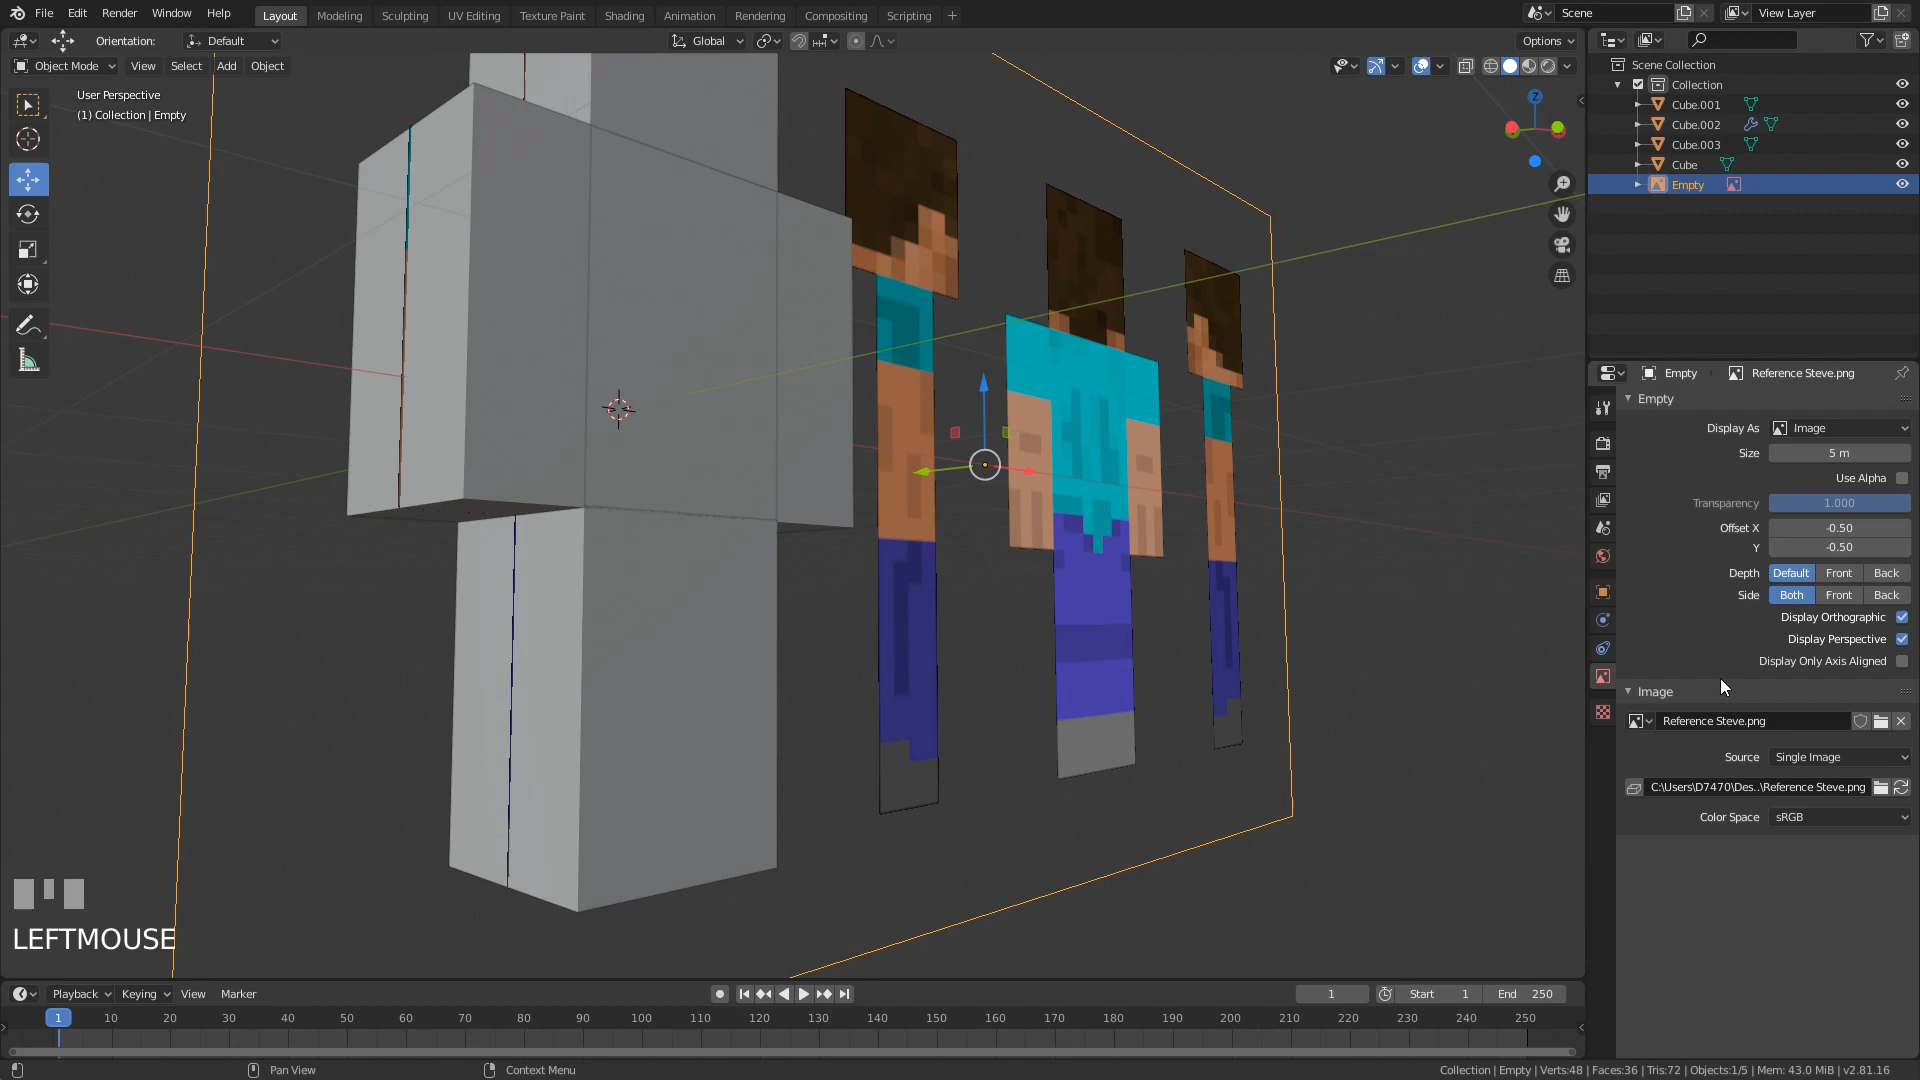 File Edit Render Window Help Layout Modeling Sculpting UV Editing Texture Paint Shading Animation Rendering Compositing Scripting + Scene View Layer
Orientation: Default Global Options
Object Mode View Select Add Object
User Perspective
(1) Collection | Empty
Z
Scene Collection
Collection
Cube.001
Cube.002
Cube.003
Cube
Empty
Empty Reference Steve.png
Empty
Display As Image
Size 5 m
Use Alpha
Transparency 1.000
Offset X -0.50
Y -0.50
Depth Default Front Back
Side Both Front Back
Display Orthographic
Display Perspective
Display Only Axis Aligned
Image
Reference Steve.png
Source Single Image
C:\Users\D7470\Des..\Reference Steve.png
Color Space sRGB
LEFTMOUSE
Playback Keying View Marker 1 Start 1 End 250
1 10 20 30 40 50 60 70 80 90 100 110 120 130 140 150 160 170 180 190 200 210 220 230 240 250
Pan View Context Menu Collection | Empty | Verts:48 | Faces:36 | Tris:72 | Objects:1/5 | Mem: 43.0 MiB | v2.81.16